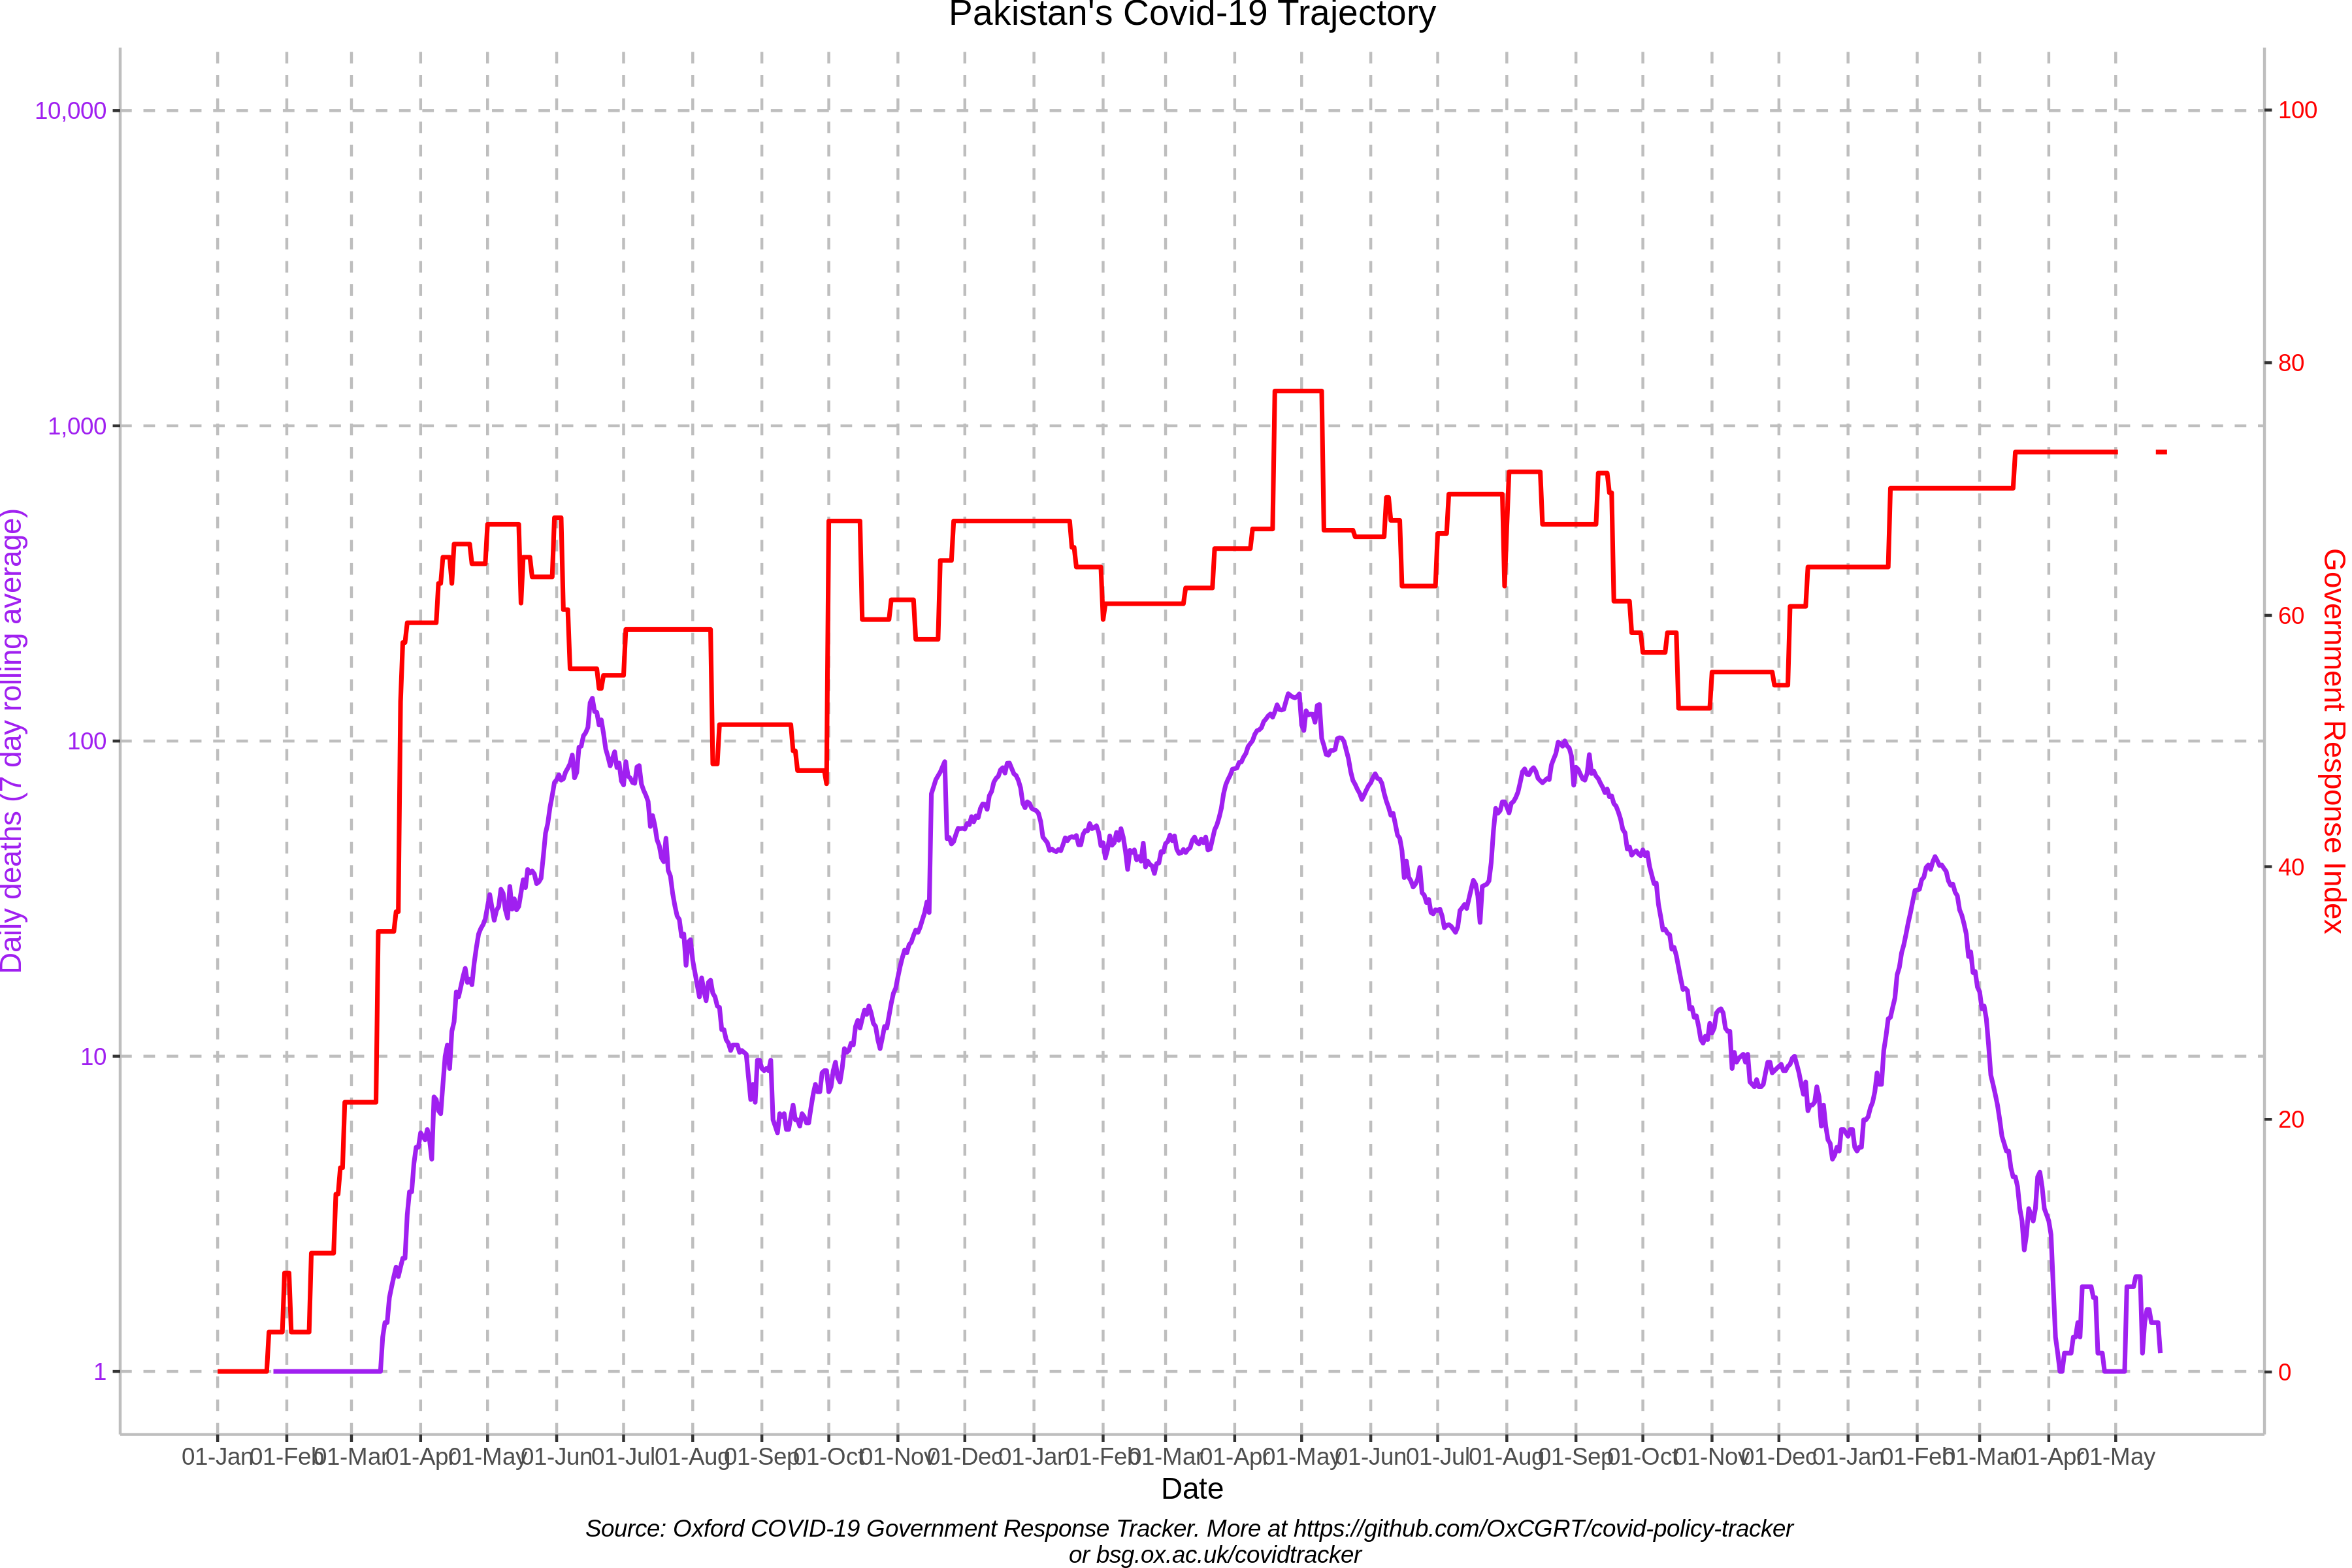 Pakistan's Covid-19 Trajectory
10,000
1,000
100
10
1
Daily deaths (7 day rolling average)
100
80
60
40
20
0
Government Response Index
01-Jan 01-Feb 01-Mar 01-Apr 01-May 01-Jun 01-Jul 01-Aug 01-Sep 01-Oct 01-Nov 01-Dec 01-Jan 01-Feb 01-Mar 01-Apr 01-May 01-Jun 01-Jul 01-Aug 01-Sep 01-Oct 01-Nov 01-Dec 01-Jan 01-Feb 01-Mar 01-Apr 01-May
Date
Source: Oxford COVID-19 Government Response Tracker. More at https://github.com/OxCGRT/covid-policy-tracker
or bsg.ox.ac.uk/covidtracker